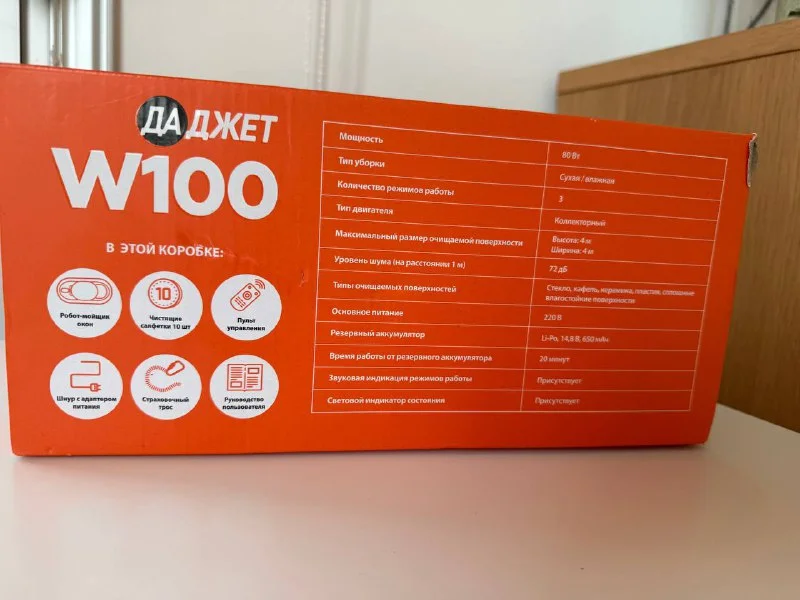 ДАДЖЕТ
W100
В ЭТОЙ КОРОБКЕ:
Робот-мойщик
окон
10
Чистящие
салфетки 10 шт
Пульт
управления
Шнур с адаптером
питания
Страховочный
трос
Руководство
пользователя
Мощность
80 Вт
Тип уборки
Сухая / влажная
Количество режимов работы
3
Тип двигателя
Коллекторный
Максимальный размер очищаемой поверхности
Высота: 4 м
Ширина: 4 м
Уровень шума (на расстоянии 1 м)
72 дБ
Типы очищаемых поверхностей
Стекло, кафель, керамика, пластик, сплошные
влагостойкие поверхности
Основное питание
220 В
Резервный аккумулятор
Li-Po, 14,8 В, 650 мАч
Время работы от резервного аккумулятора
20 минут
Звуковая индикация режимов работы
Присутствует
Световой индикатор состояния
Присутствует